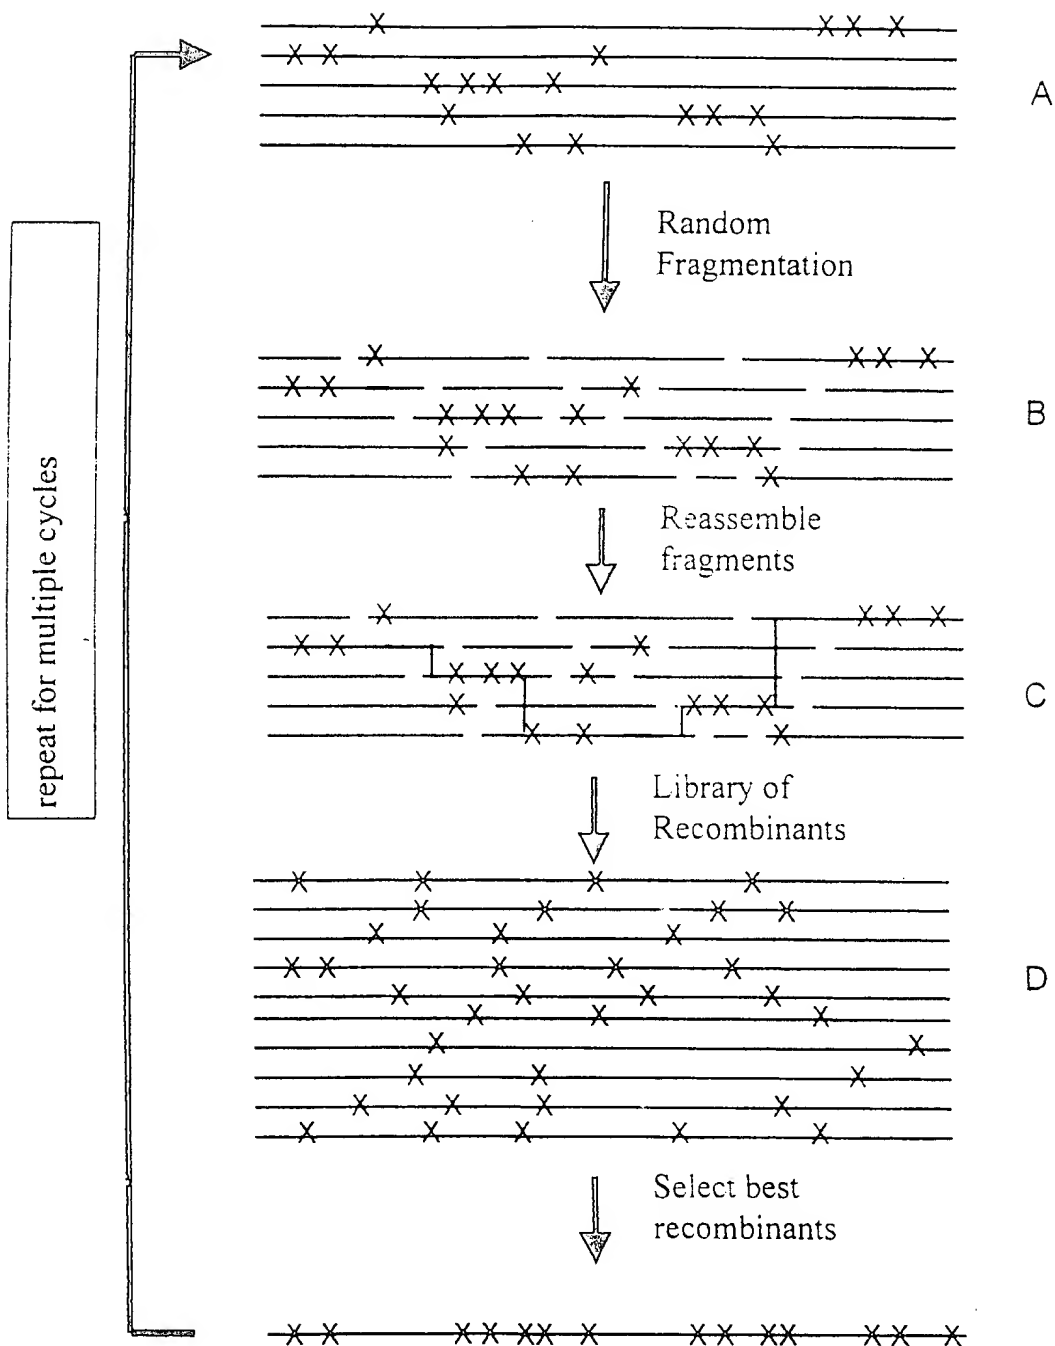 A
Random
Fragmentation
B
Reassemble
fragments
C
Library of
Recombinants
D
Select best
recombinants
repeat for multiple cycles